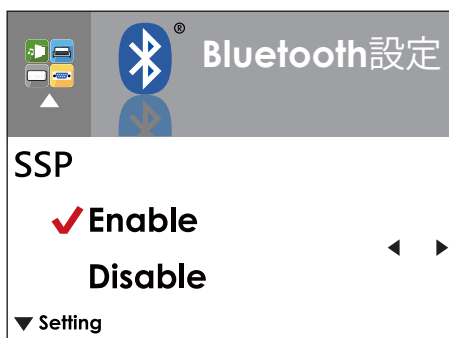 Bluetooth設定
SSP
Enable
Disable
Setting